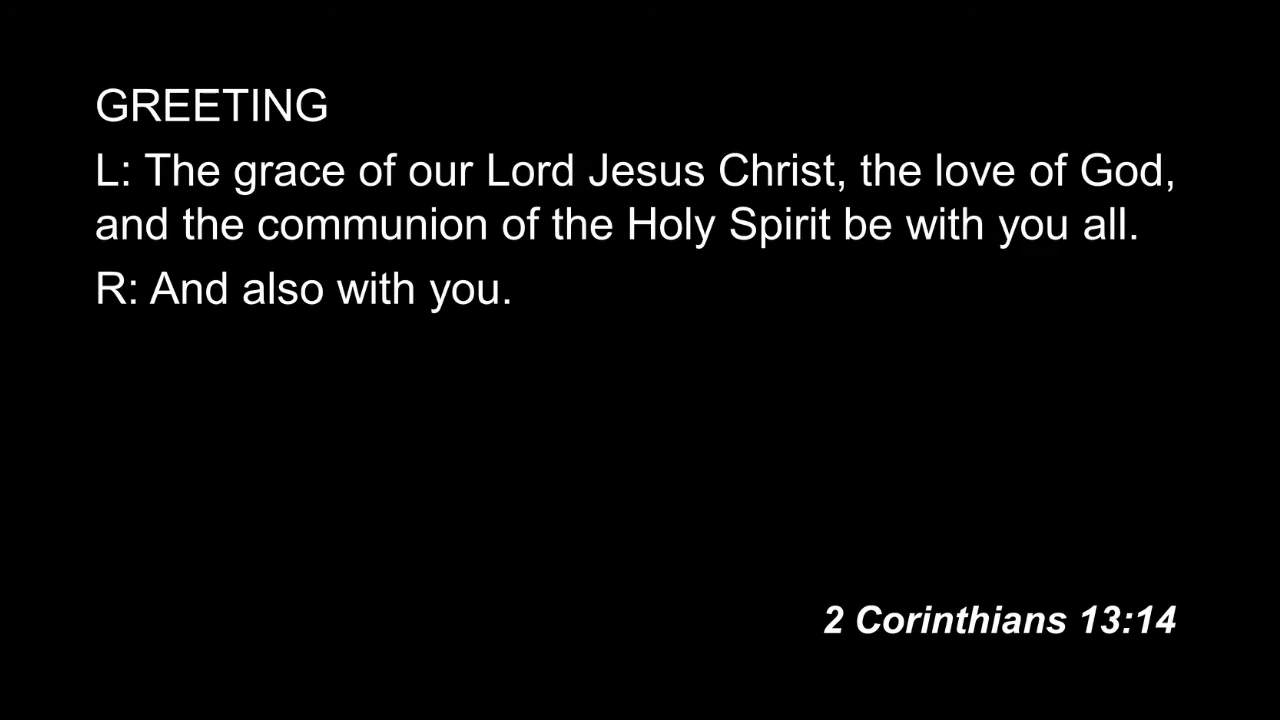 GREETING
L: The grace of our Lord Jesus Christ, the love of God,
and the communion of the Holy Spirit be with you all.
R: And also with you.
2 Corinthians 13:14